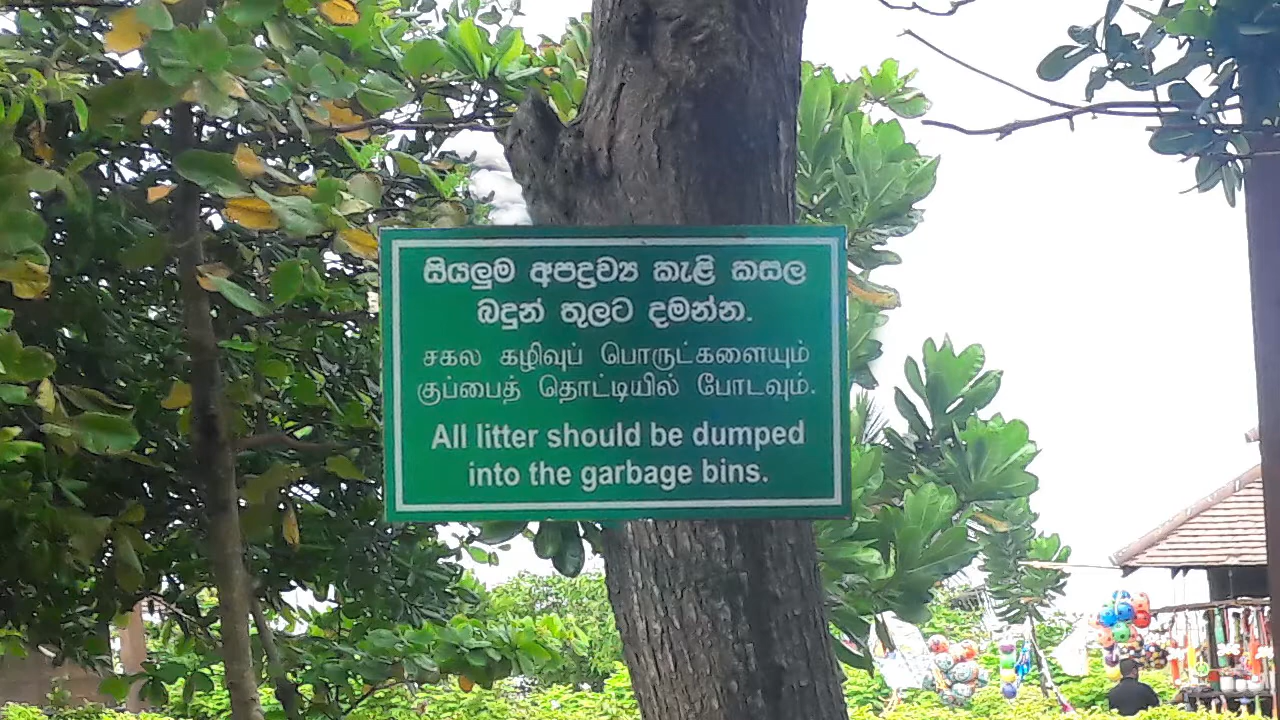 සියලුම අපද්‍රව්‍ය කැළි කසල
බදුන් තුලට දමන්න.
சகல கழிவுப் பொருட்களையும்
குப்பைத் தொட்டியில் போடவும்.
All litter should be dumped
into the garbage bins.